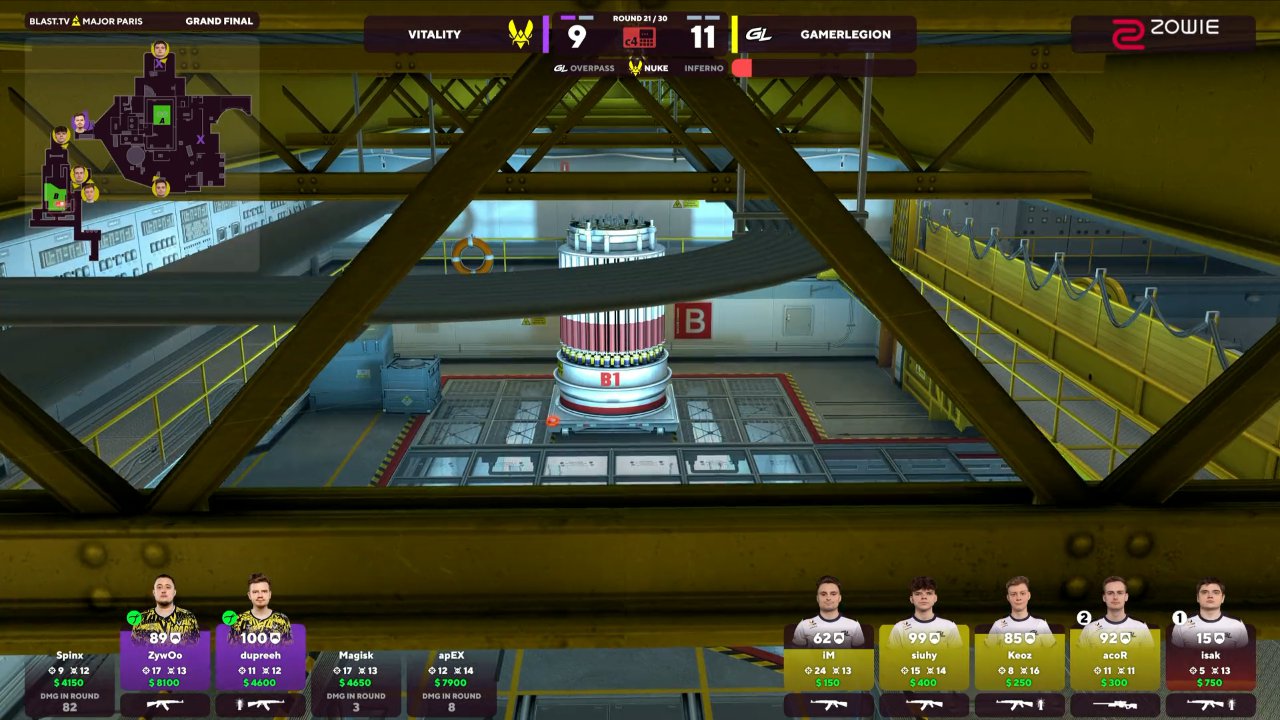 BLAST.TV MAJOR PARIS GRAND FINAL
VITALITY 9 ROUND 21 / 30 11 GL GAMERLEGION
C4
ZOWIE
GL OVERPASS NUKE INFERNO
A
B
B1
89 100 62 99 85 2 92 1 15
Spinx ZywOo dupreeh Magisk apEX iM siuhy Keoz acoR isak
9 12 17 13 11 12 17 13 12 14 24 13 15 14 8 16 11 11 5 13
$4150 $8100 $4600 $4650 $7900 $150 $400 $250 $300 $750
DMG IN ROUND DMG IN ROUND DMG IN ROUND
82 3 8